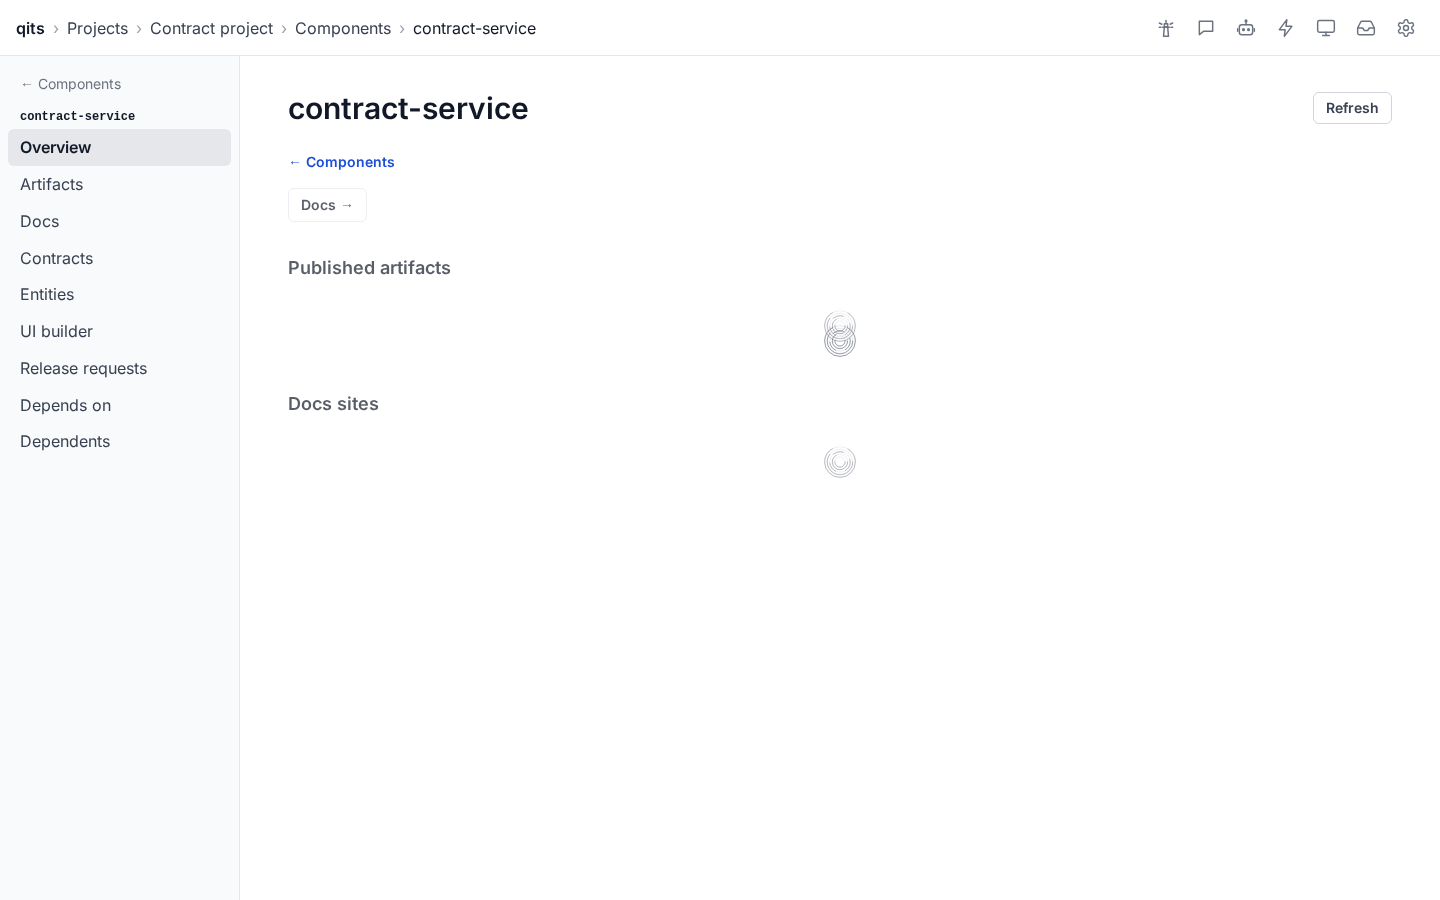 qits › Projects › Contract project › Components › contract-service
← Components
contract-service
Overview
Artifacts
Docs
Contracts
Entities
UI builder
Release requests
Depends on
Dependents
contract-service
Refresh
← Components
Docs →
Published artifacts
Docs sites